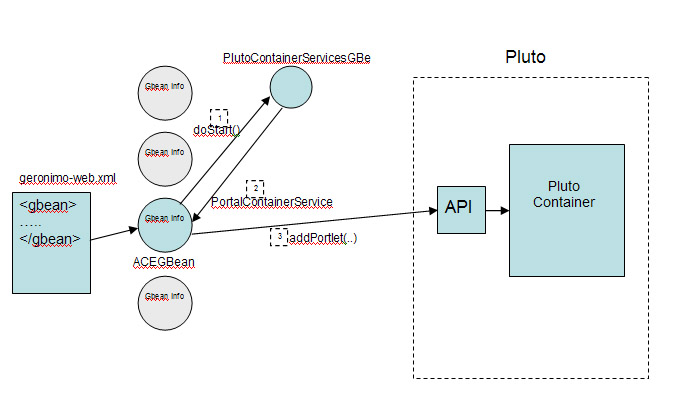 PlutoContainerServicesGBe
Pluto
Gbean Info
1
doStart()
Gbean Info
geronimo-web.xml
2
PortalContainerService
<gbean>
.....
</gbean>
Gbean Info
API
Pluto
Container
3
addPortlet(..)
ACEGBean
Gbean Info